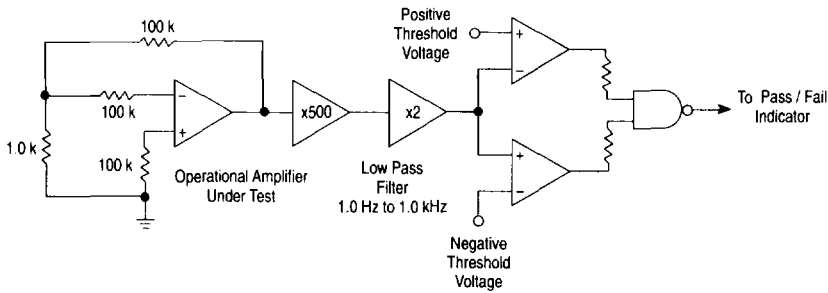 100 k
100 k
1.0 k
100 k
−
+
Operational Amplifier
Under Test
x500
x2
Low Pass
Filter
1.0 Hz to 1.0 kHz
Positive
Threshold
Voltage
+
−
+
−
Negative
Threshold
Voltage
To Pass / Fail
Indicator